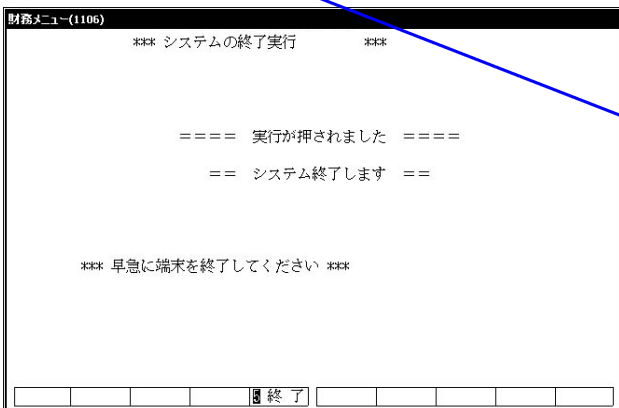 財務メニュー(1106)
*** システムの終了実行 ***
==== 実行が押されました ====
== システム終了します ==
*** 早急に端末を終了してください ***
5 終 了